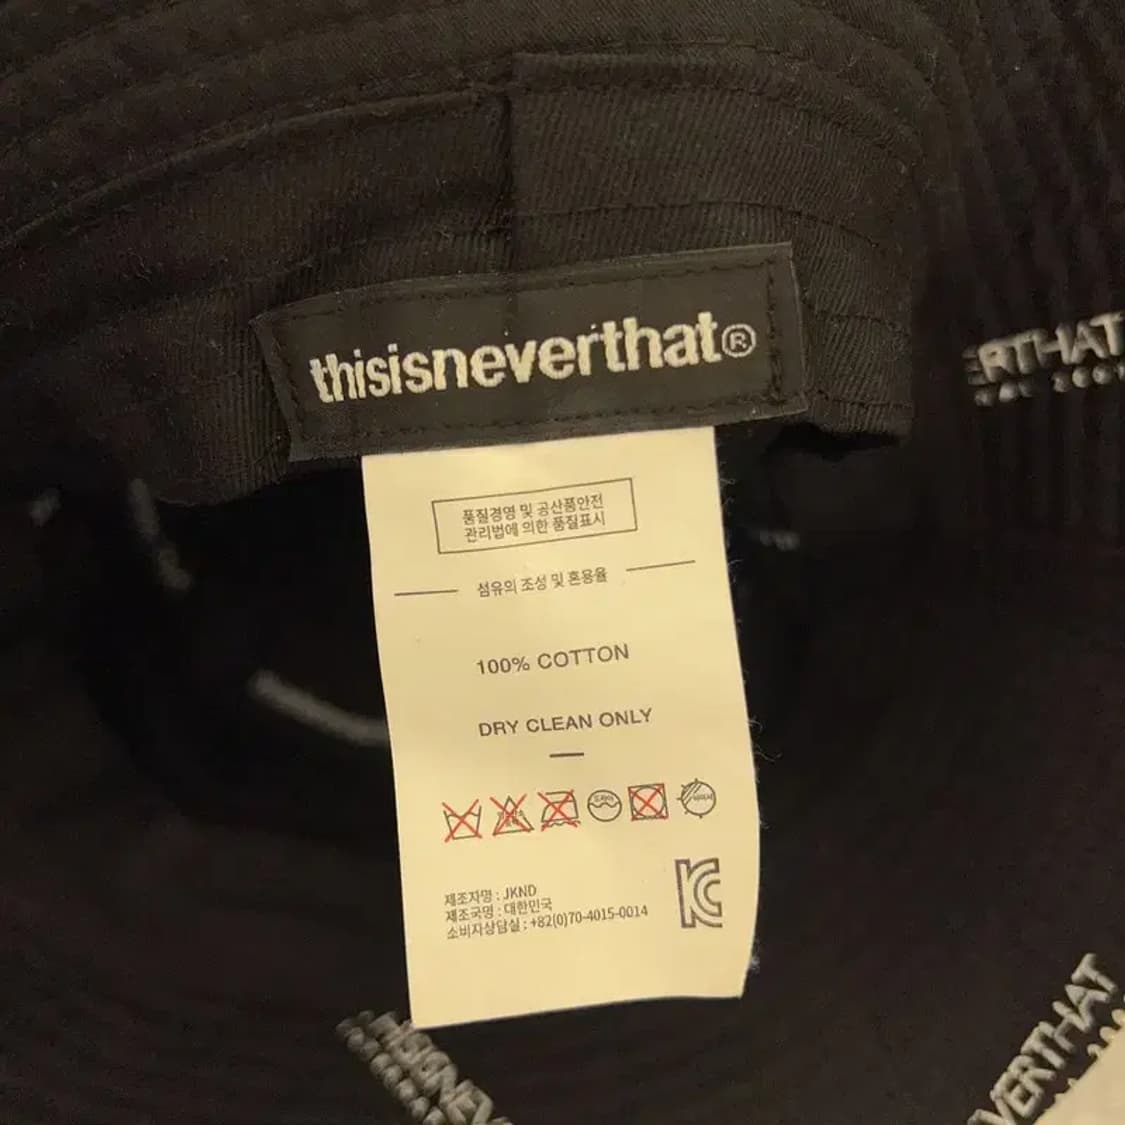 thisisneverthat®
ERTHAT
품질경영 및 공산품안전
관리법에 의한 품질표시
섬유의 조성 및 혼용율
100% COTTON
DRY CLEAN ONLY
제조자명 : JKND
제조국명 : 대한민국
소비자상담실 : +82(0)70-4015-0014
VERTHAT